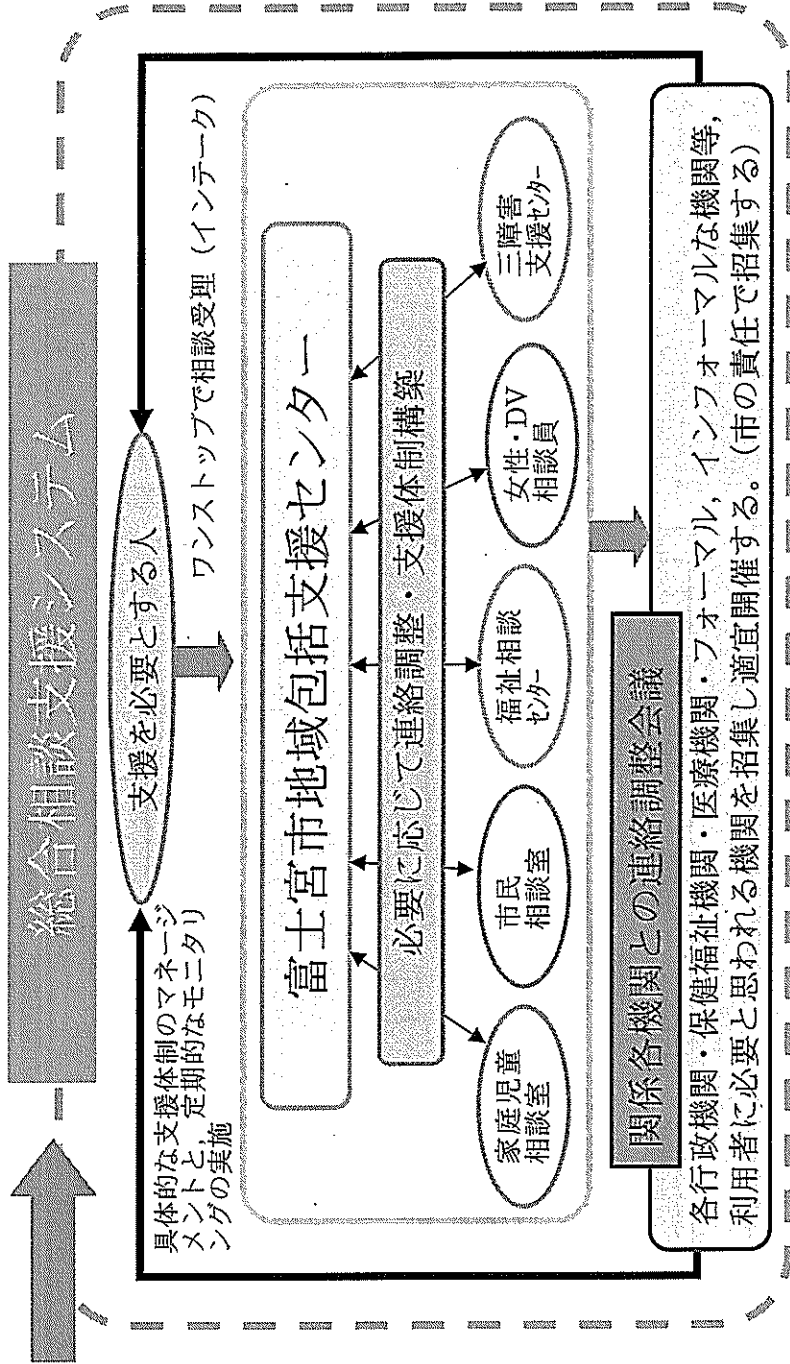 総合相談支援システム
支援を必要とする人
ワンストップで相談受理（インテーク）
具体的な支援体制のマネージ
メントと，定期的なモニタリ
ングの実施
富士宮市地域包括支援センター
必要に応じて連絡調整・支援体制構築
家庭児童
相談室
市民
相談室
福祉相談
センター
女性・DV
相談員
三障害
支援センター
関係各機関との連絡調整会議
各行政機関・保健福祉機関・医療機関・フォーマル，インフォーマルな機関等，
利用者に必要と思われる機関を招集し適宜開催する。（市の責任で招集する）